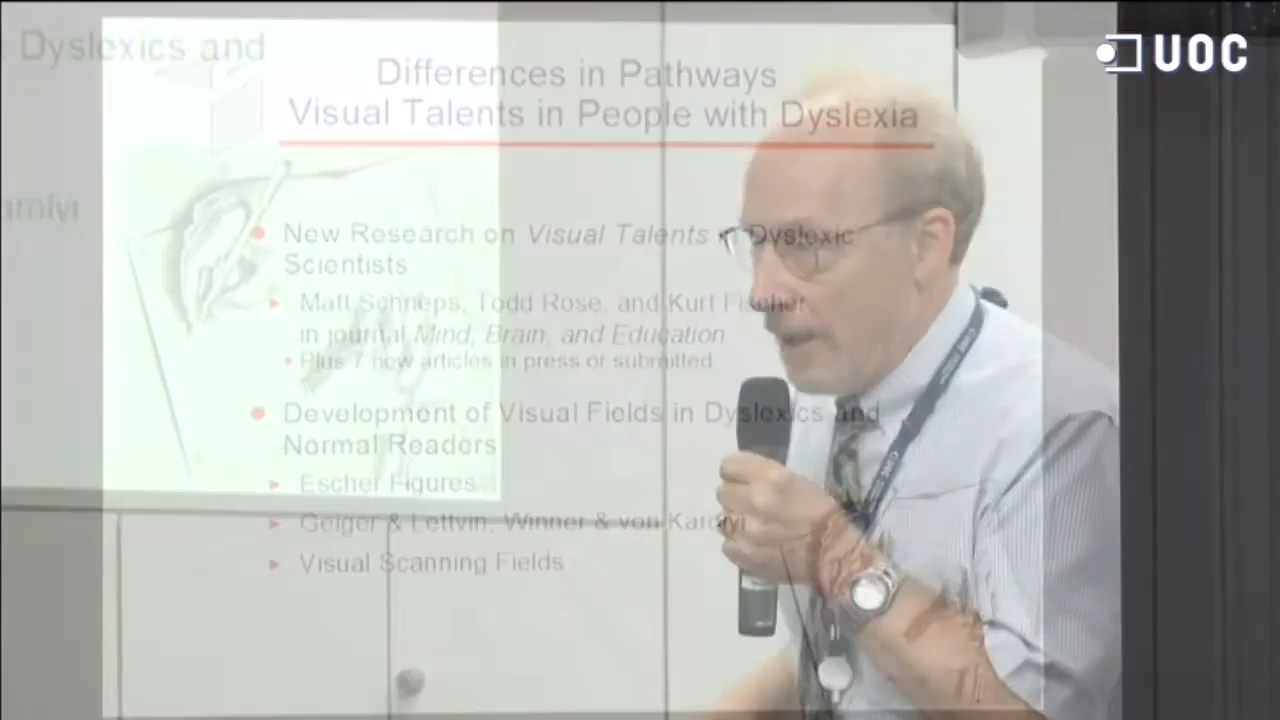 Dyslexics and
UOC
Differences in Pathways
Visual Talents in People with Dyslexia
New Research on Visual Talents Dyslexic
Scientists
Matt Schneps, Todd Rose, and Kurt Fischer
in journal Mind, Brain, and Education
Plus 7 new articles in press or submitted
Development of Visual Fields in Dyslexics and
Normal Readers
Escher Figures
Geiger & Lettvin, Winner & von Karolyi
Visual Scanning Fields